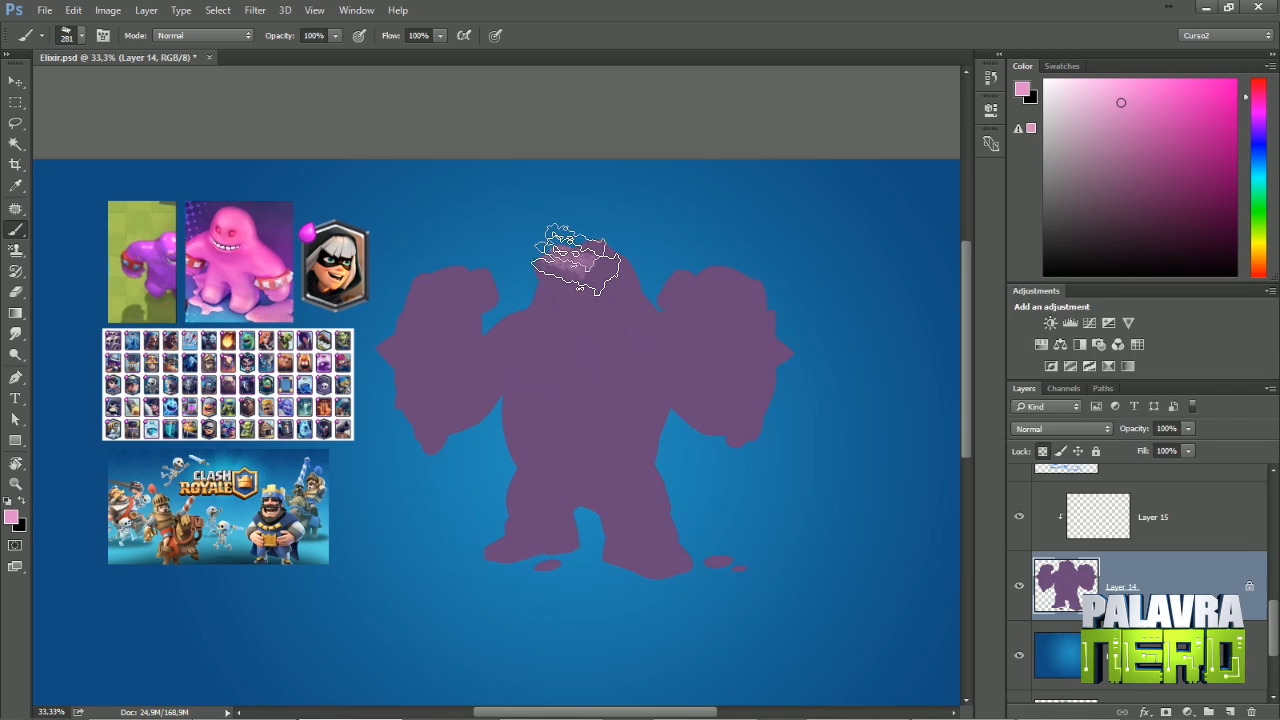 Ps File Edit Image Layer Type Select Filter 3D View Window Help
281 Mode: Normal Opacity: 100% Flow: 100% Curso2
Elixir.psd @ 33,3% (Layer 14, RGB/8) * ×
Color Swatches
CLASH
ROYALE
Adjustments
Add an adjustment
Layers Channels Paths
Kind
Normal Opacity: 100%
Lock: Fill: 100%
Layer 15
Layer 14
PALAVRA
NERD
33,33% Doc: 24,9M/168,9M